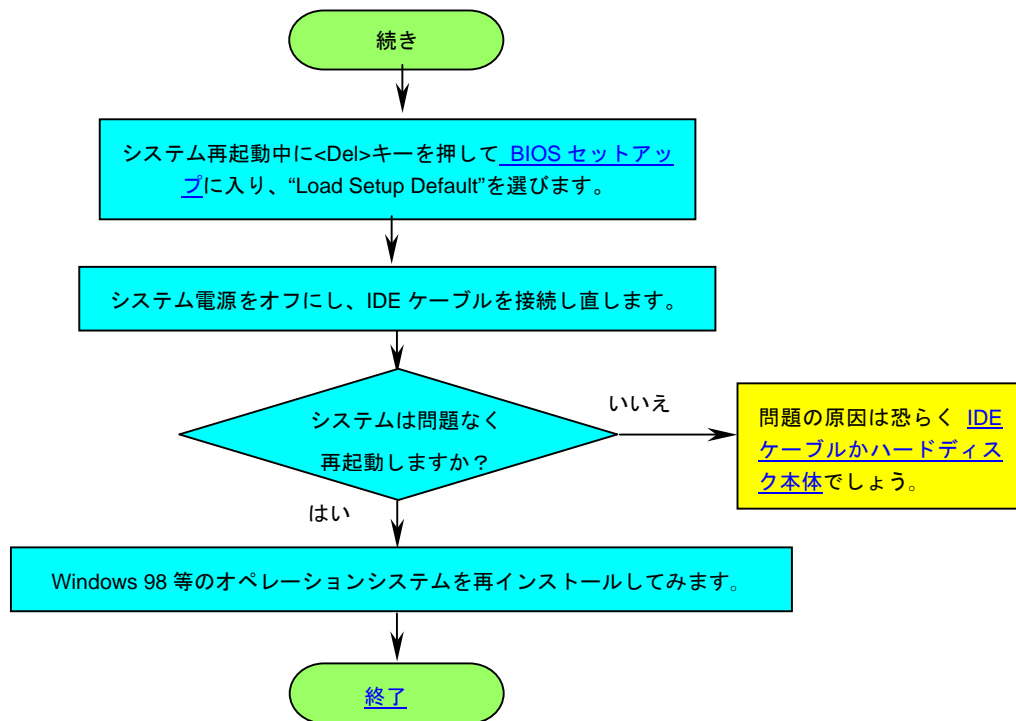 続き
システム再起動中に<Del>キーを押して BIOS セットアッ
プに入り、“Load Setup Default”を選びます。
システム電源をオフにし、IDE ケーブルを接続し直します。
システムは問題なく
再起動しますか？
いいえ
問題の原因は恐らく IDE
ケーブルかハードディス
ク本体でしょう。
はい
Windows 98 等のオペレーションシステムを再インストールしてみます。
終了